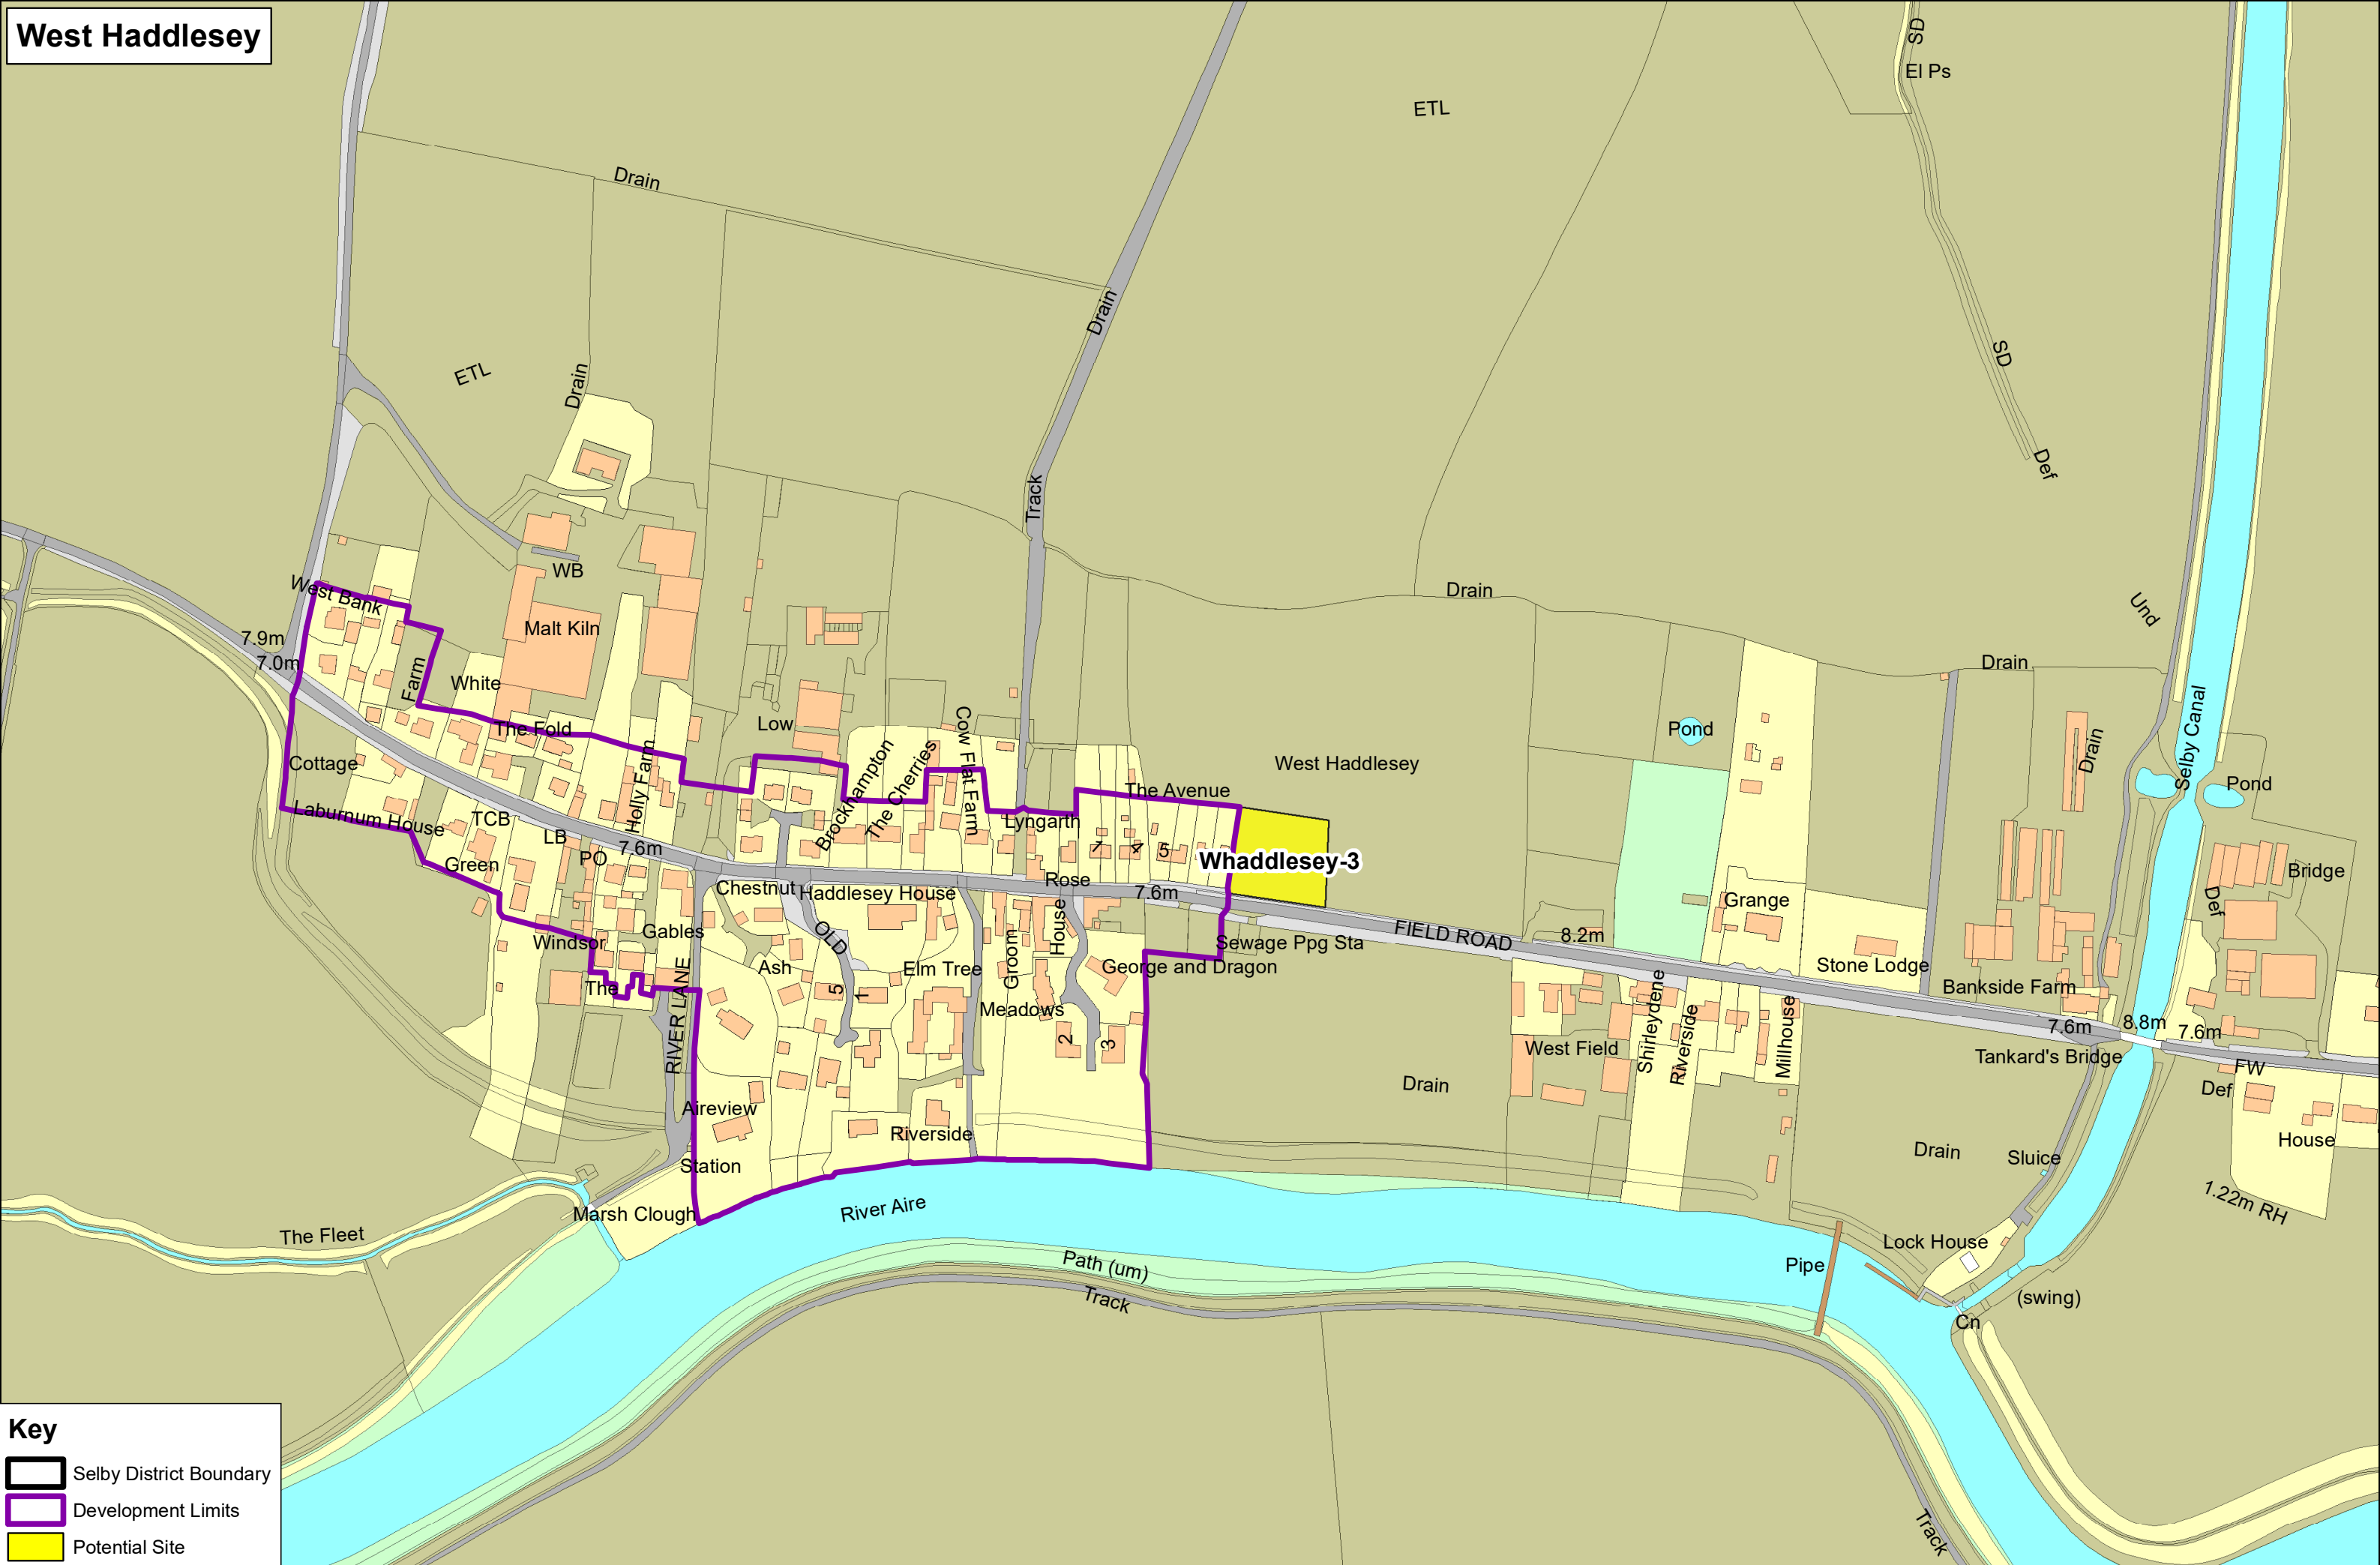 West Haddlesey
SD
El Ps
ETL
Drain
Drain
SD
ETL
Drain
Def
Track
WB
West Bank
Drain
Und
Malt Kiln
7.9m
7.0m
Farm
White
Drain
Selby Canal
The Fold
Low
Cow Flat Farm
Pond
Drain
Cottage
Holly Farm
Brockhampton
The Cherries
West Haddlesey
The Avenue
Pond
Laburnum House
TCB
LB
PO
7.6m
Lyngarth
7
4
5
Whaddlesey-3
Green
Bridge
Chestnut
Haddlesey House
Rose
7.6m
Grange
Def
Windsor
Gables
OLD
Groom
House
Sewage Ppg Sta
FIELD ROAD
8.2m
Ash
Elm Tree
George and Dragon
Stone Lodge
The
RIVER LANE
5
1
Meadows
Bankside Farm
Shirleydene
Riverside
Millhouse
7.6m
8.8m
7.6m
2
3
West Field
Tankard's Bridge
FW
Drain
Def
Aireview
Riverside
House
Station
Drain
Sluice
1.22m RH
Marsh Clough
River Aire
The Fleet
Lock House
Path (um)
Pipe
Track
(swing)
Cn
Key
Selby District Boundary
Development Limits
Potential Site
Track